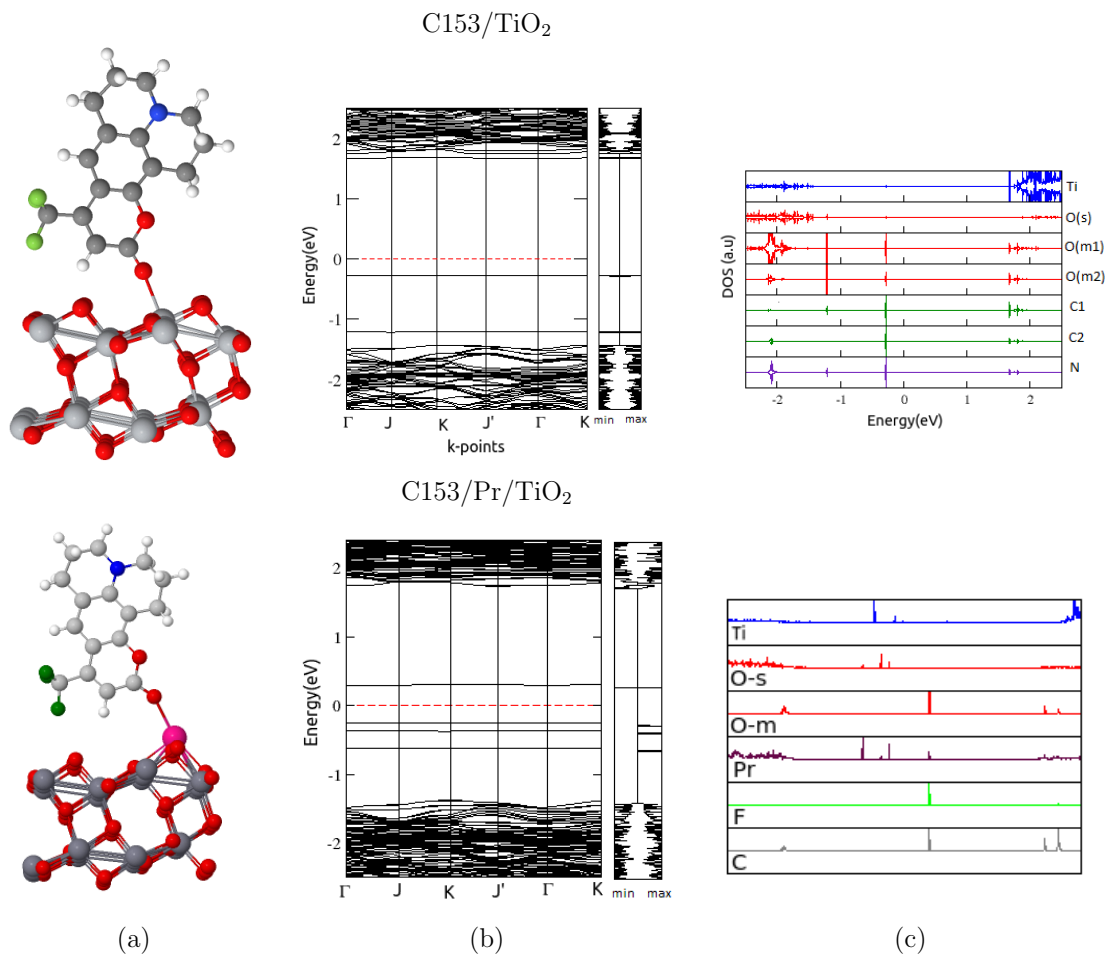 C153/TiO₂
Energy(eV)
2
1
0
-1
-2
Γ J K J' Γ K
k-points
min max
DOS (a.u)
Ti
O(s)
O(m1)
O(m2)
C1
C2
N
-2 -1 0 1 2
Energy(eV)
C153/Pr/TiO₂
Energy(eV)
2
1
0
-1
-2
Γ J K J' Γ K
min max
Ti
O-s
O-m
Pr
F
C
(a) (b) (c)